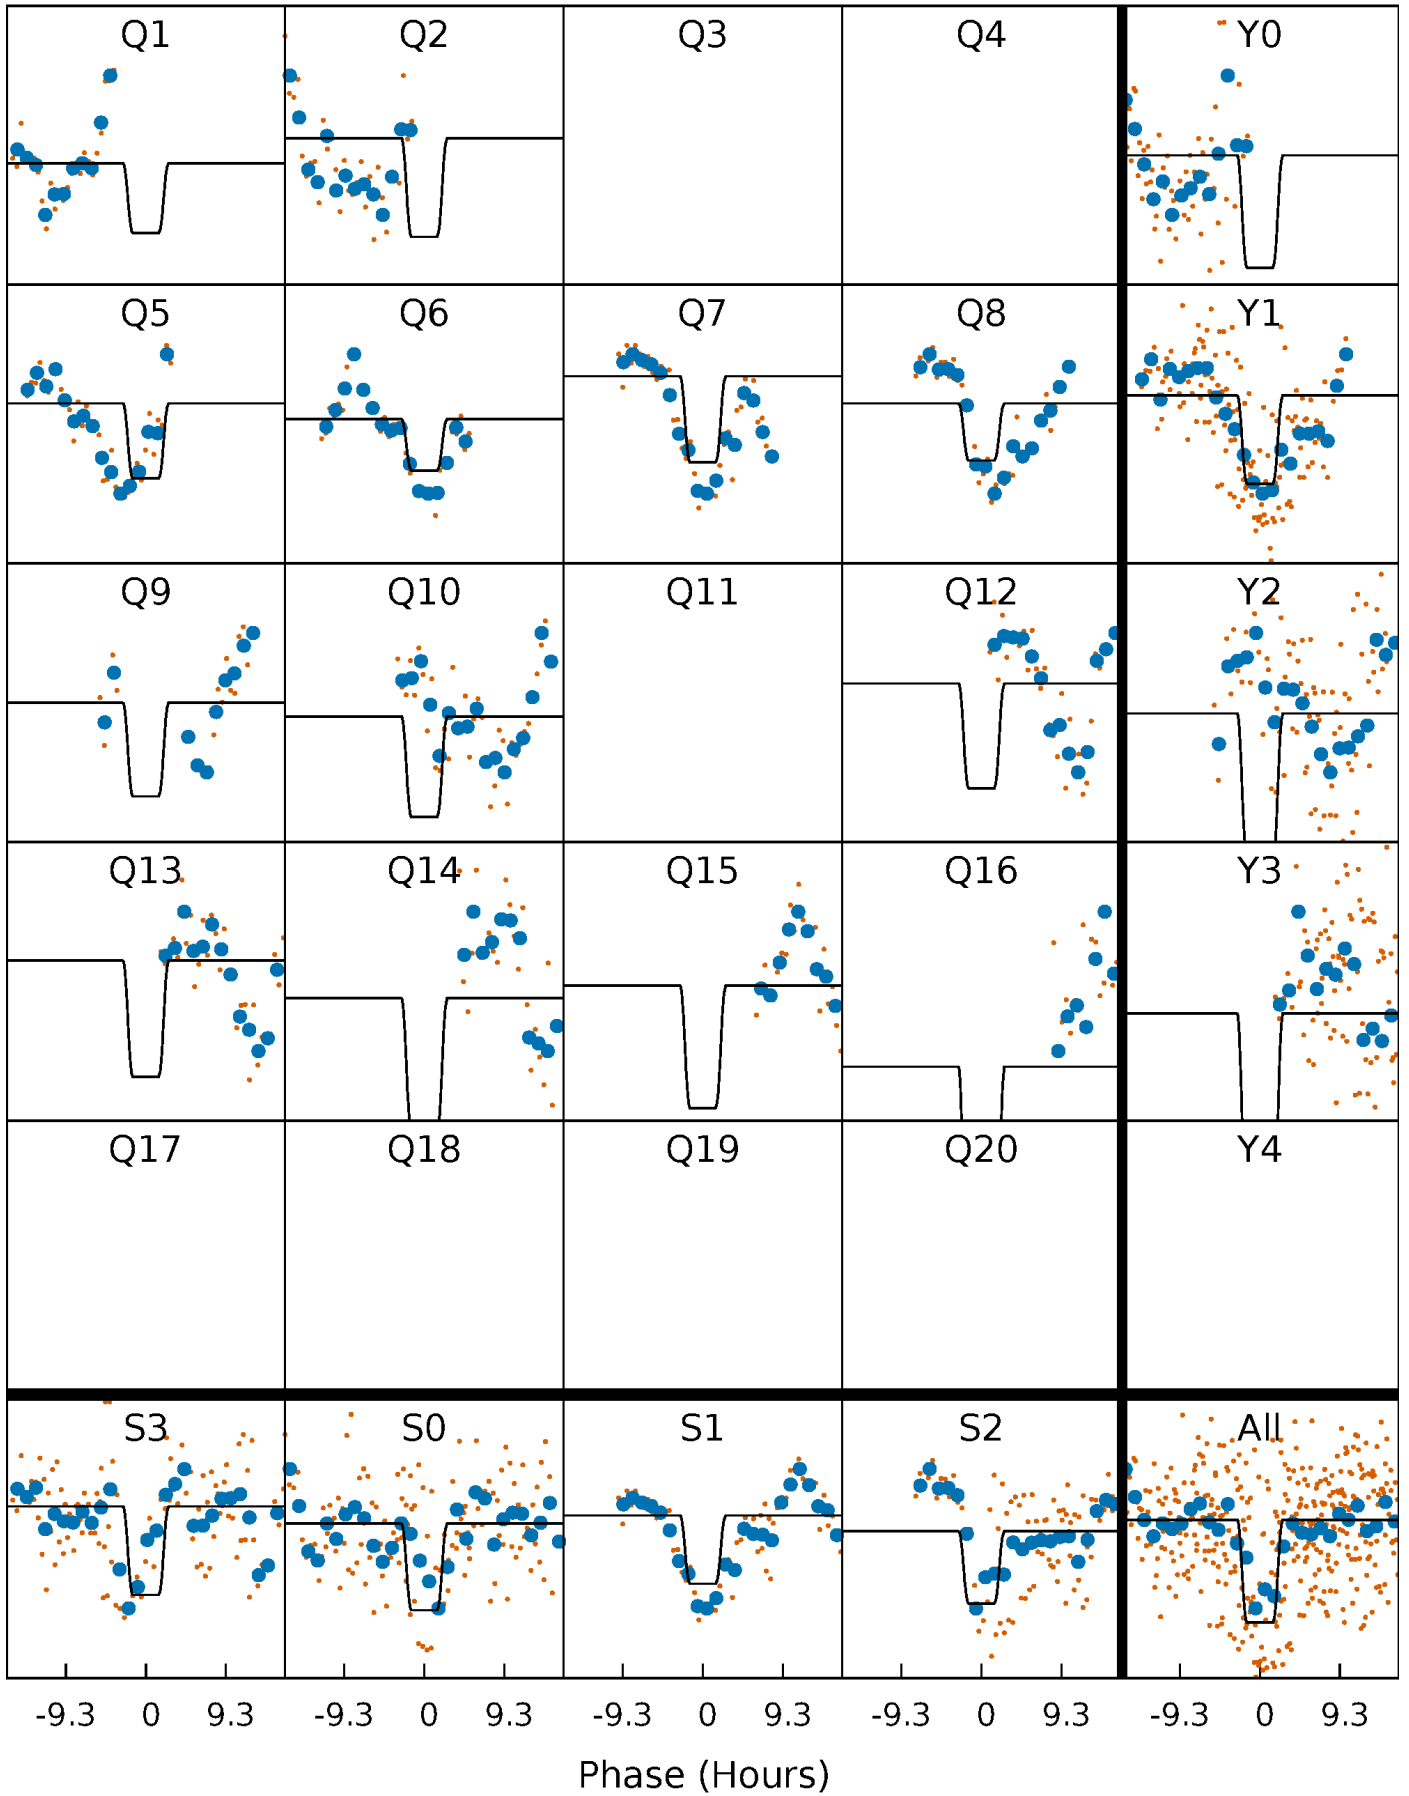 Q1 Q2 Q3 Q4 Y0
Q5 Q6 Q7 Q8 Y1
Q9 Q10 Q11 Q12 Y2
Q13 Q14 Q15 Q16 Y3
Q17 Q18 Q19 Q20 Y4
S3 S0 S1 S2 All
-9.3 0 9.3 -9.3 0 9.3 -9.3 0 9.3 -9.3 0 9.3 -9.3 0 9.3
Phase (Hours)